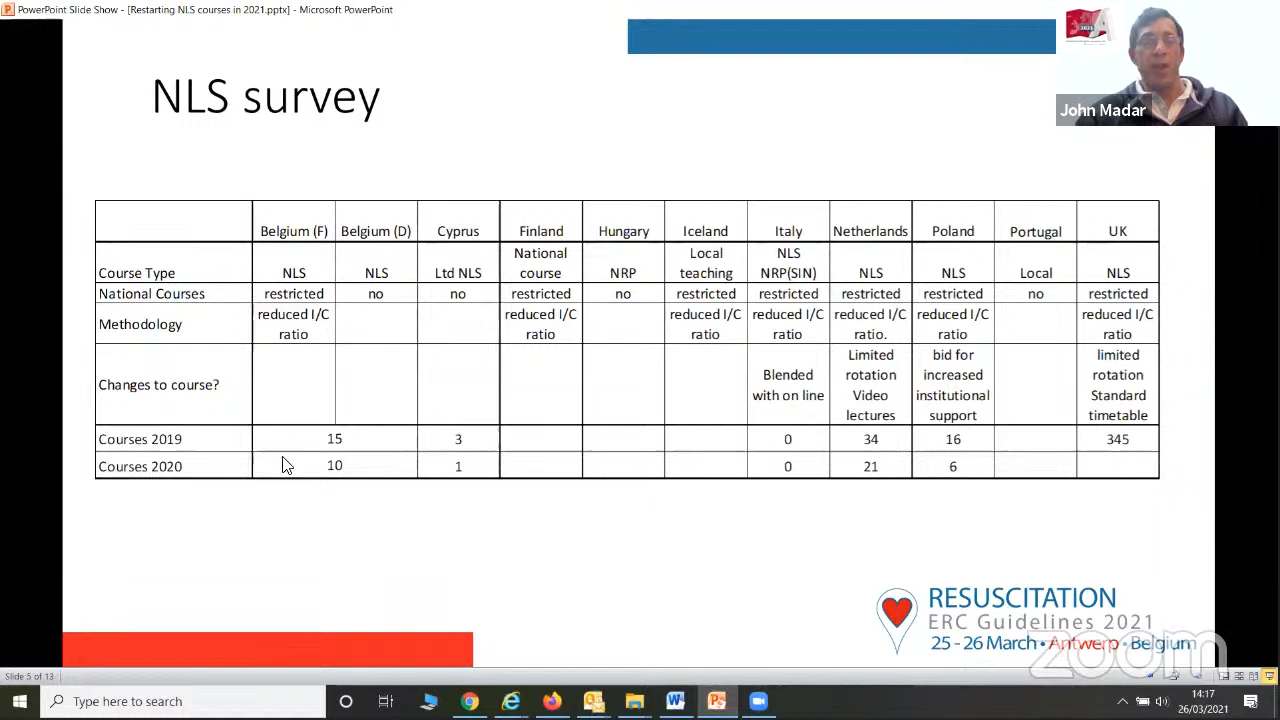 PowerPoint Slide Show - [Restarting NLS courses in 2021.pptx] - Microsoft PowerPoint
2021
John Madar
NLS survey
Belgium (F) Belgium (D) Cyprus Finland Hungary Iceland Italy Netherlands Poland Portugal UK
Course Type NLS NLS Ltd NLS National course NRP Local teaching NLS NRP(SIN) NLS NLS Local NLS
National Courses restricted no no restricted no restricted restricted restricted restricted no restricted
Methodology reduced I/C ratio reduced I/C ratio reduced I/C ratio reduced I/C ratio reduced I/C ratio. reduced I/C ratio reduced I/C ratio
Changes to course? Blended with on line Limited rotation Video lectures bid for increased institutional support limited rotation Standard timetable
Courses 2019 15 3 0 34 16 345
Courses 2020 10 1 0 21 6
RESUSCITATION
ERC Guidelines 2021
25 - 26 March • Antwerp • Belgium
zoom
Slide 5 of 13
Type here to search
14:17
26/03/2021